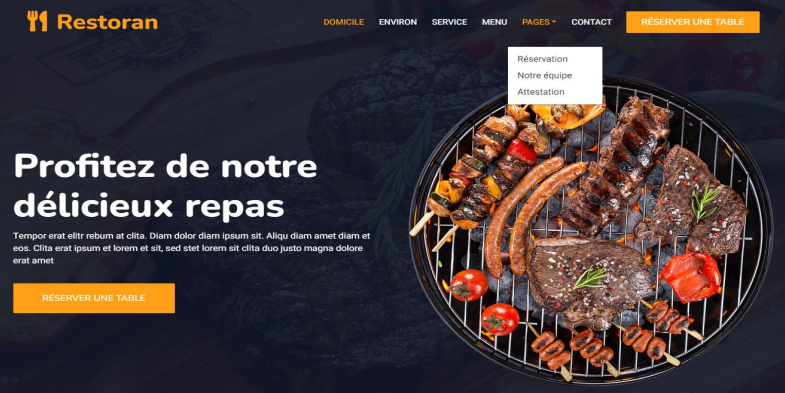 Restoran
DOMICILE ENVIRON SERVICE MENU PAGES CONTACT RÉSERVER UNE TABLE
Réservation
Notre équipe
Attestation
Profitez de notre
délicieux repas
Tempor erat elitr rebum at clita. Diam dolor diam ipsum sit. Aliqu diam amet diam et
eos. Clita erat ipsum et lorem et sit, sed stet lorem sit clita duo justo magna dolore
erat amet
RÉSERVER UNE TABLE